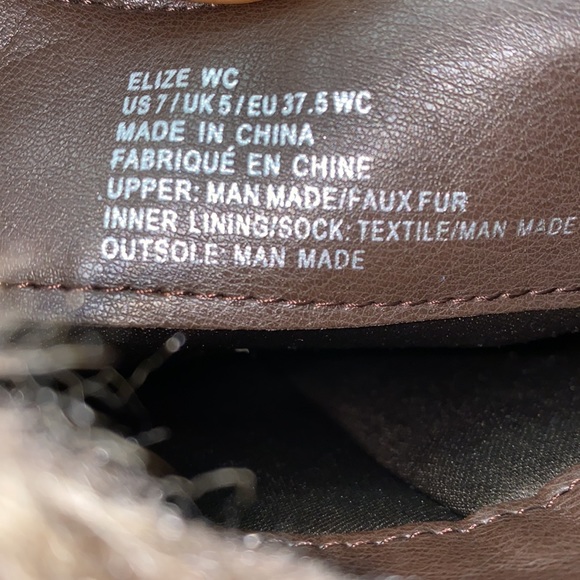 ELIZE WC
US 7 / UK 5 / EU 37.5 WC
MADE IN CHINA
FABRIQUÉ EN CHINE
UPPER: MAN MADE/FAUX FUR
INNER LINING/SOCK: TEXTILE/MAN MADE
OUTSOLE: MAN MADE